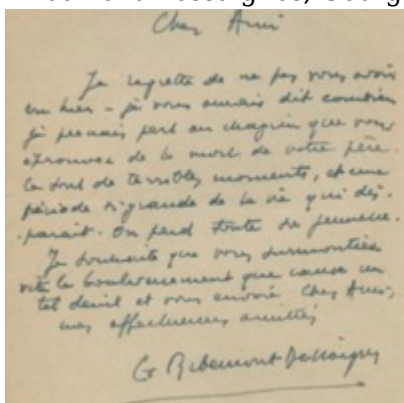 Cher Ami
Je regrette de ne pas vous avoir
vu hier - je vous aurais dit combien
je prenais part au chagrin que vous
éprouvez de la mort de votre père.
Ce sont de terribles moments, et une
période si grande de la vie qui dis-
-parait. On perd toute sa jeunesse.
Je souhaite que vous surmontiez
vite le bouleversement que cause un
tel deuil et vous envoie, Cher Ami,
mes affectueuses amitiés
G. Ribemont Dessaignes